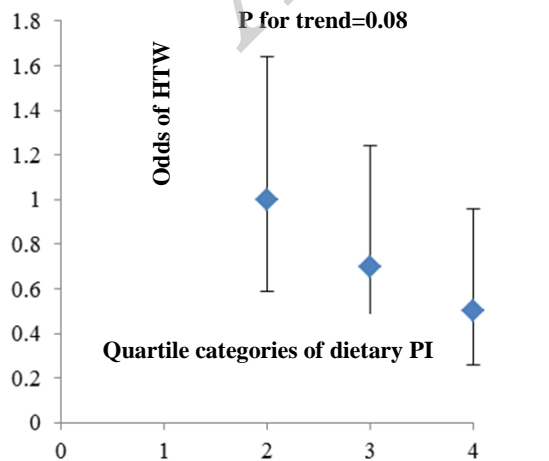 P for trend=0.08
Odds of HTW
1.8
1.6
1.4
1.2
1
0.8
0.6
0.4
0.2
0
Quartile categories of dietary PI
0 1 2 3 4